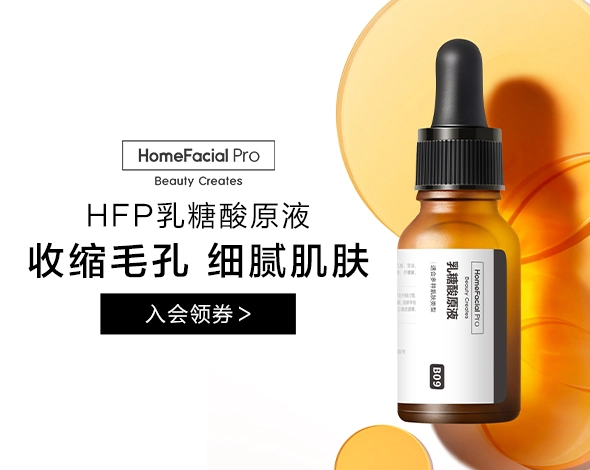 HomeFacial Pro
Beauty Creates
HFP乳糖酸原液
收缩毛孔 细腻肌肤
入会领券>
HomeFacial Pro
Beauty Creates
乳糖酸原液
B09